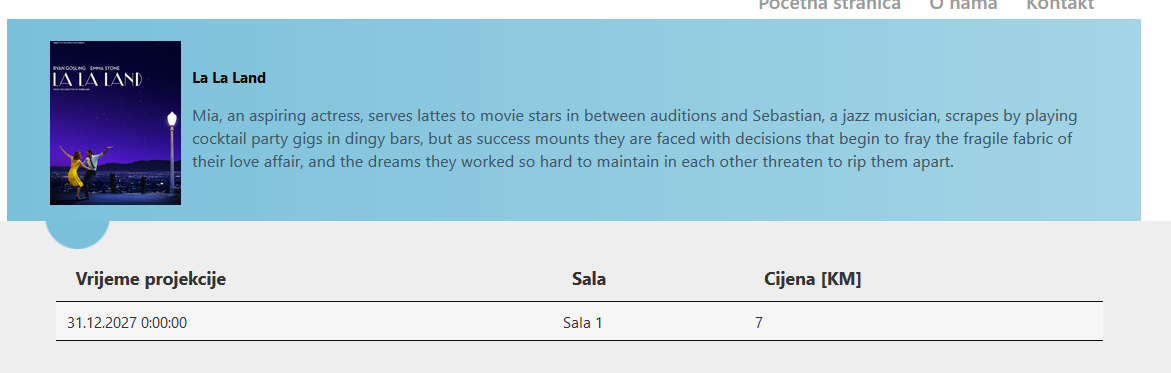 Početna stranica O nama Kontakt
RYAN GOSLING EMMA STONE
LA LA LAND
La La Land
Mia, an aspiring actress, serves lattes to movie stars in between auditions and Sebastian, a jazz musician, scrapes by playing
cocktail party gigs in dingy bars, but as success mounts they are faced with decisions that begin to fray the fragile fabric of
their love affair, and the dreams they worked so hard to maintain in each other threaten to rip them apart.
Vrijeme projekcije Sala Cijena [KM]
31.12.2027 0:00:00 Sala 1 7